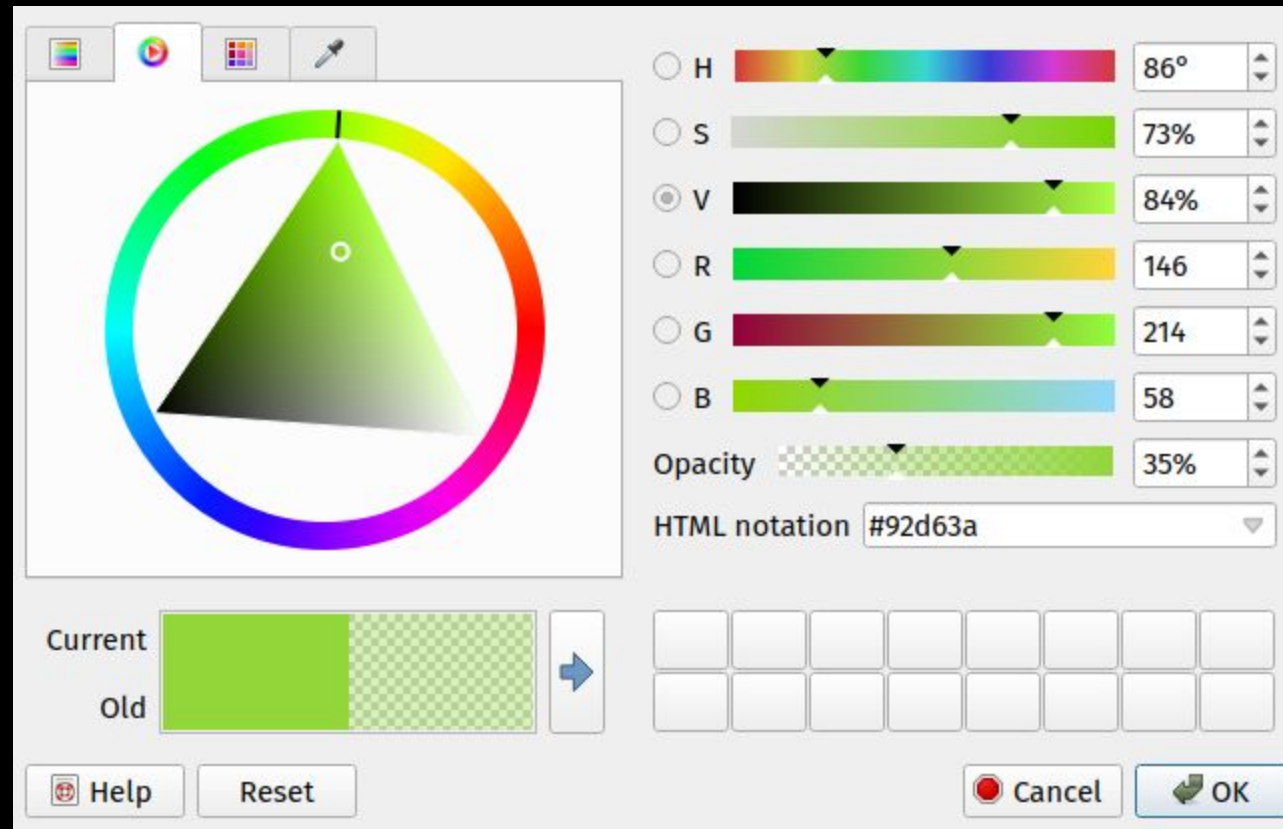 H 86°
S 73%
V 84%
R 146
G 214
B 58
Opacity 35%
HTML notation #92d63a
Current
Old
Help Reset Cancel OK